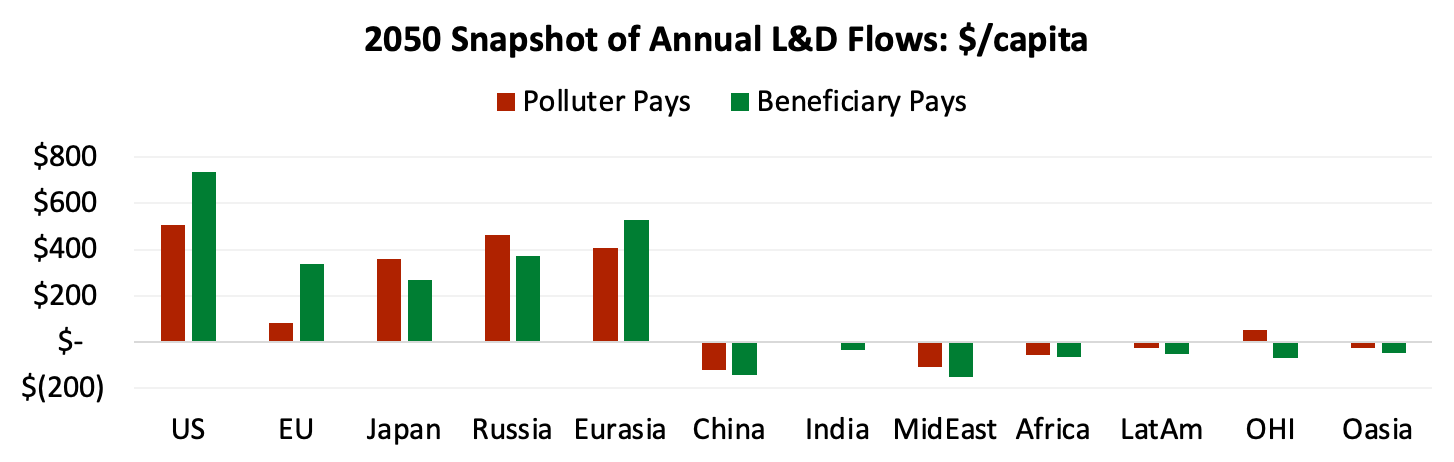 2050 Snapshot of Annual L&D Flows: $/capita
Polluter Pays Beneficiary Pays
$800
$600
$400
$200
$-
$(200)
US EU Japan Russia Eurasia China India MidEast Africa LatAm OHI Oasia